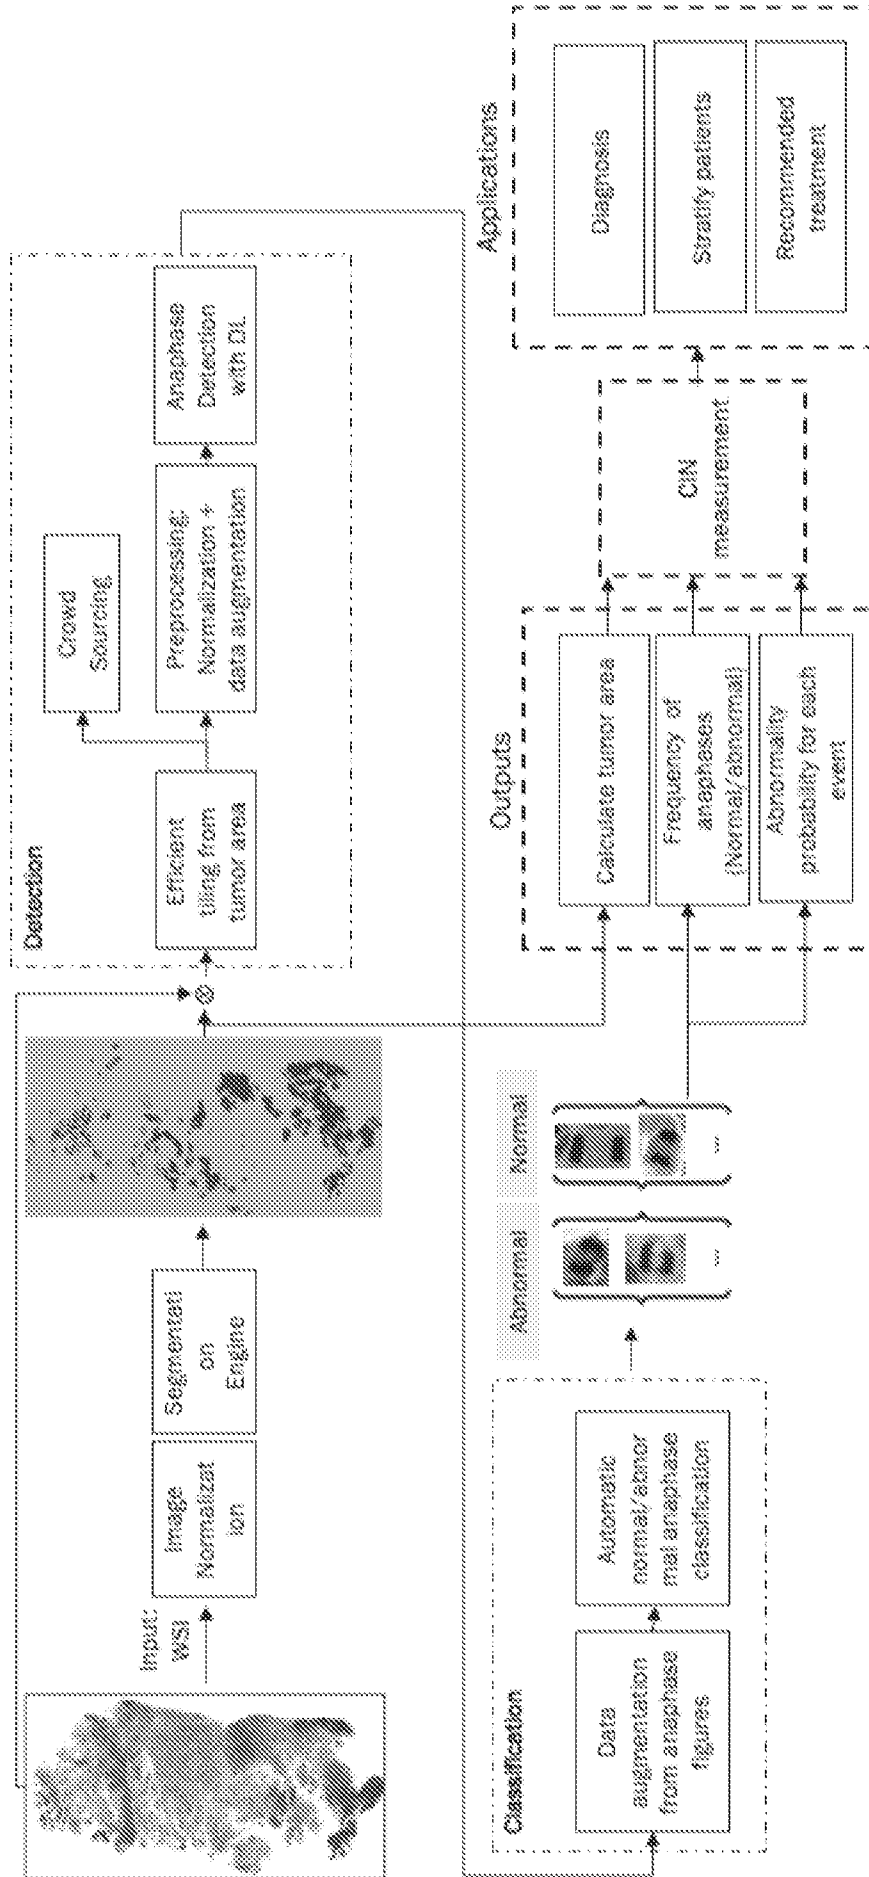 Input:
WSI
Image
Normalizat
ion
Segmentati
on
Engine
Detection
Efficient
tiling from
tumor area
Crowd
Sourcing
Preprocessing:
Normalization +
data augmentation
Anaphase
Detection
with DL
Classification
Data
augmentation
from anaphase
figures
Automatic
normal/abnor
mal anaphase
classification
Abnormal
Normal
...
...
Outputs
Calculate tumor area
Frequency of
anaphases
(Normal/abnormal)
Abnormality
probability for each
event
CIN
measurement
Applications
Diagnosis
Stratify patients
Recommended
treatment